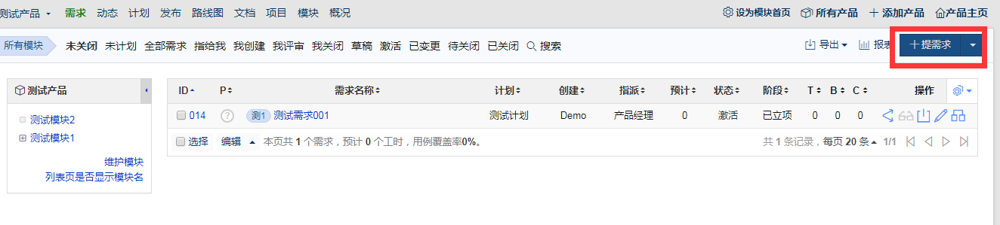 测试产品 需求 动态 计划 发布 路线图 文档 项目 模块 概况 设为模块首页 所有产品 添加产品 产品主页
所有模块 未关闭 未计划 全部需求 指给我 我创建 我评审 我关闭 草稿 激活 已变更 待关闭 已关闭 搜索 导出 报表 提需求
测试产品
测试模块2
测试模块1
维护模块
列表页是否显示模块名
ID P 需求名称 计划 创建 指派 预计 状态 阶段 T B C 操作
014 ? 测1 测试需求001 测试计划 Demo 产品经理 0 激活 已立项 0 0 0
选择 编辑 本页共 1 个需求，预计 0 个工时，用例覆盖率0%。 共 1 条记录，每页 20 条 1/1